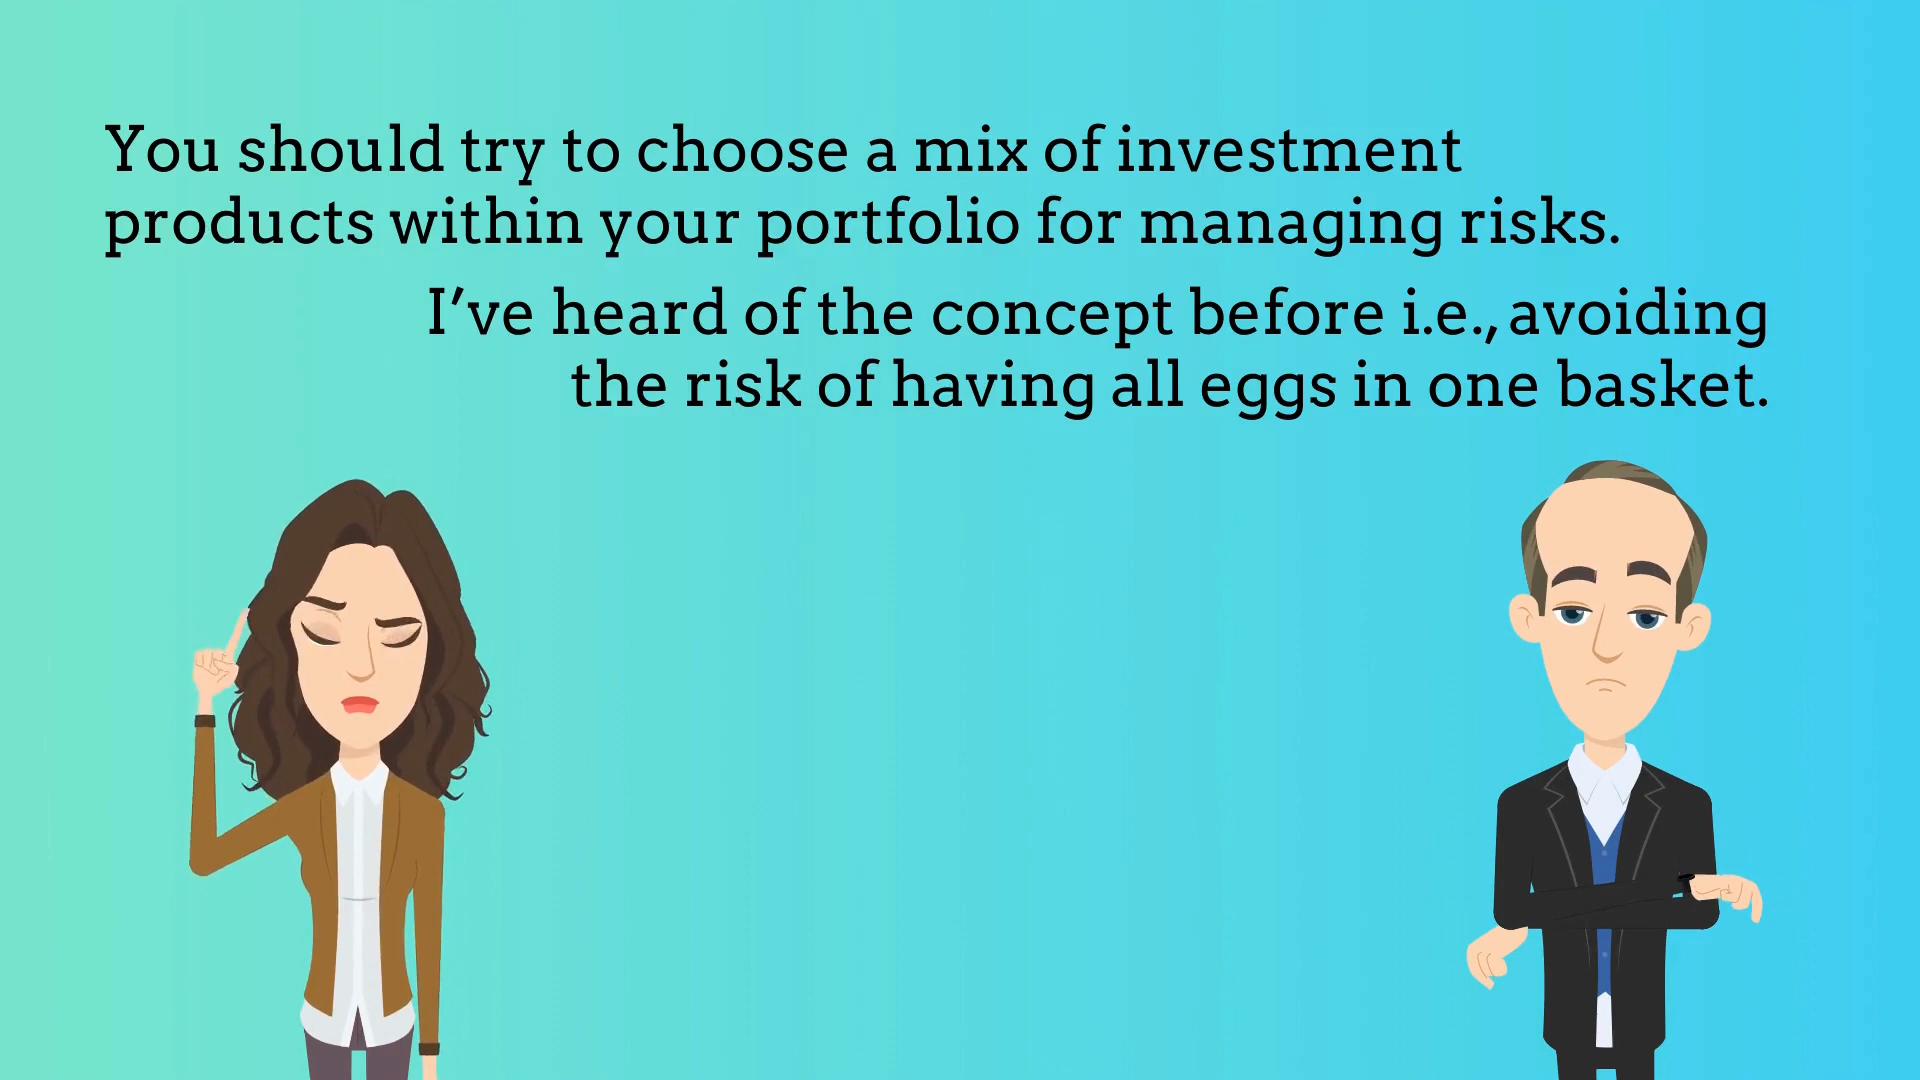 You should try to choose a mix of investment
products within your portfolio for managing risks.
I’ve heard of the concept before i.e., avoiding
the risk of having all eggs in one basket.